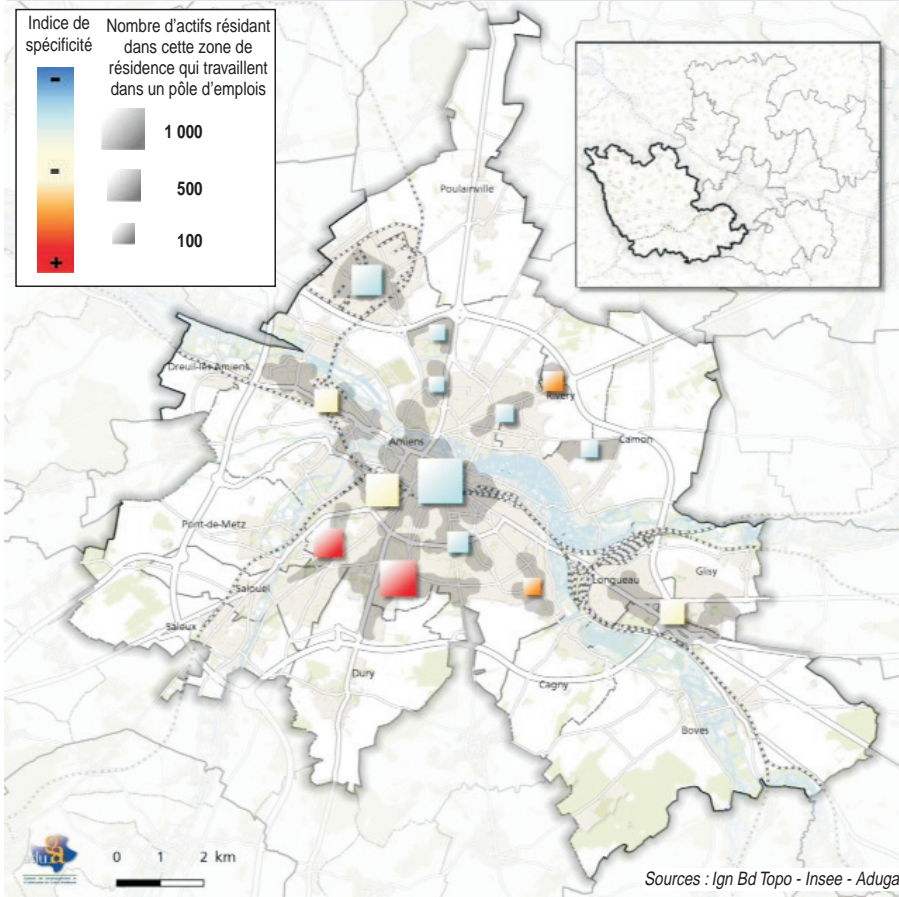 Indice de
spécificité
-
-
+
Nombre d'actifs résidant
dans cette zone de
résidence qui travaillent
dans un pôle d'emplois
1 000
500
100
Poulainville
Dreuil-lès Amiens
Rivery
Amiens
Camon
Pont-de-Metz
Glisy
Longueau
Salouel
Saleux
Dury
Cagny
Boves
0 1 2 km
Sources : Ign Bd Topo - Insee - Aduga